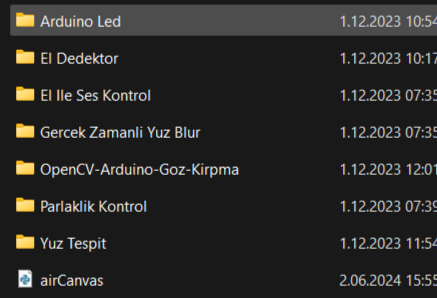 Arduino Led 1.12.2023 10:54
El Dedektor 1.12.2023 10:17
El Ile Ses Kontrol 1.12.2023 07:35
Gercek Zamanli Yuz Blur 1.12.2023 07:35
OpenCV-Arduino-Goz-Kirpma 1.12.2023 12:01
Parlaklik Kontrol 1.12.2023 07:39
Yuz Tespit 1.12.2023 11:54
airCanvas 2.06.2024 15:55